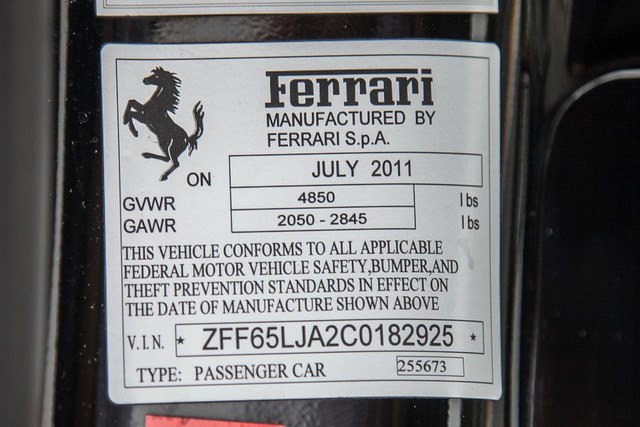 Ferrari
MANUFACTURED BY
FERRARI S.p.A.
ON JULY 2011
GVWR 4850 lbs
GAWR 2050 - 2845 lbs
THIS VEHICLE CONFORMS TO ALL APPLICABLE
FEDERAL MOTOR VEHICLE SAFETY,BUMPER,AND
THEFT PREVENTION STANDARDS IN EFFECT ON
THE DATE OF MANUFACTURE SHOWN ABOVE
V.I.N. * ZFF65LJA2C0182925 *
TYPE: PASSENGER CAR 255673